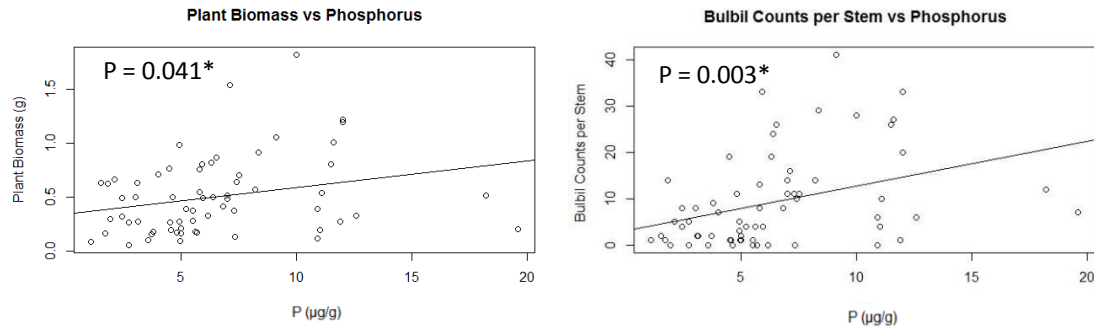 Plant Biomass vs Phosphorus
P = 0.041*
Plant Biomass (g)
0.0 0.5 1.0 1.5
5 10 15 20
P (µg/g)
Bulbil Counts per Stem vs Phosphorus
P = 0.003*
Bulbil Counts per Stem
0 10 20 30 40
5 10 15 20
P (µg/g)